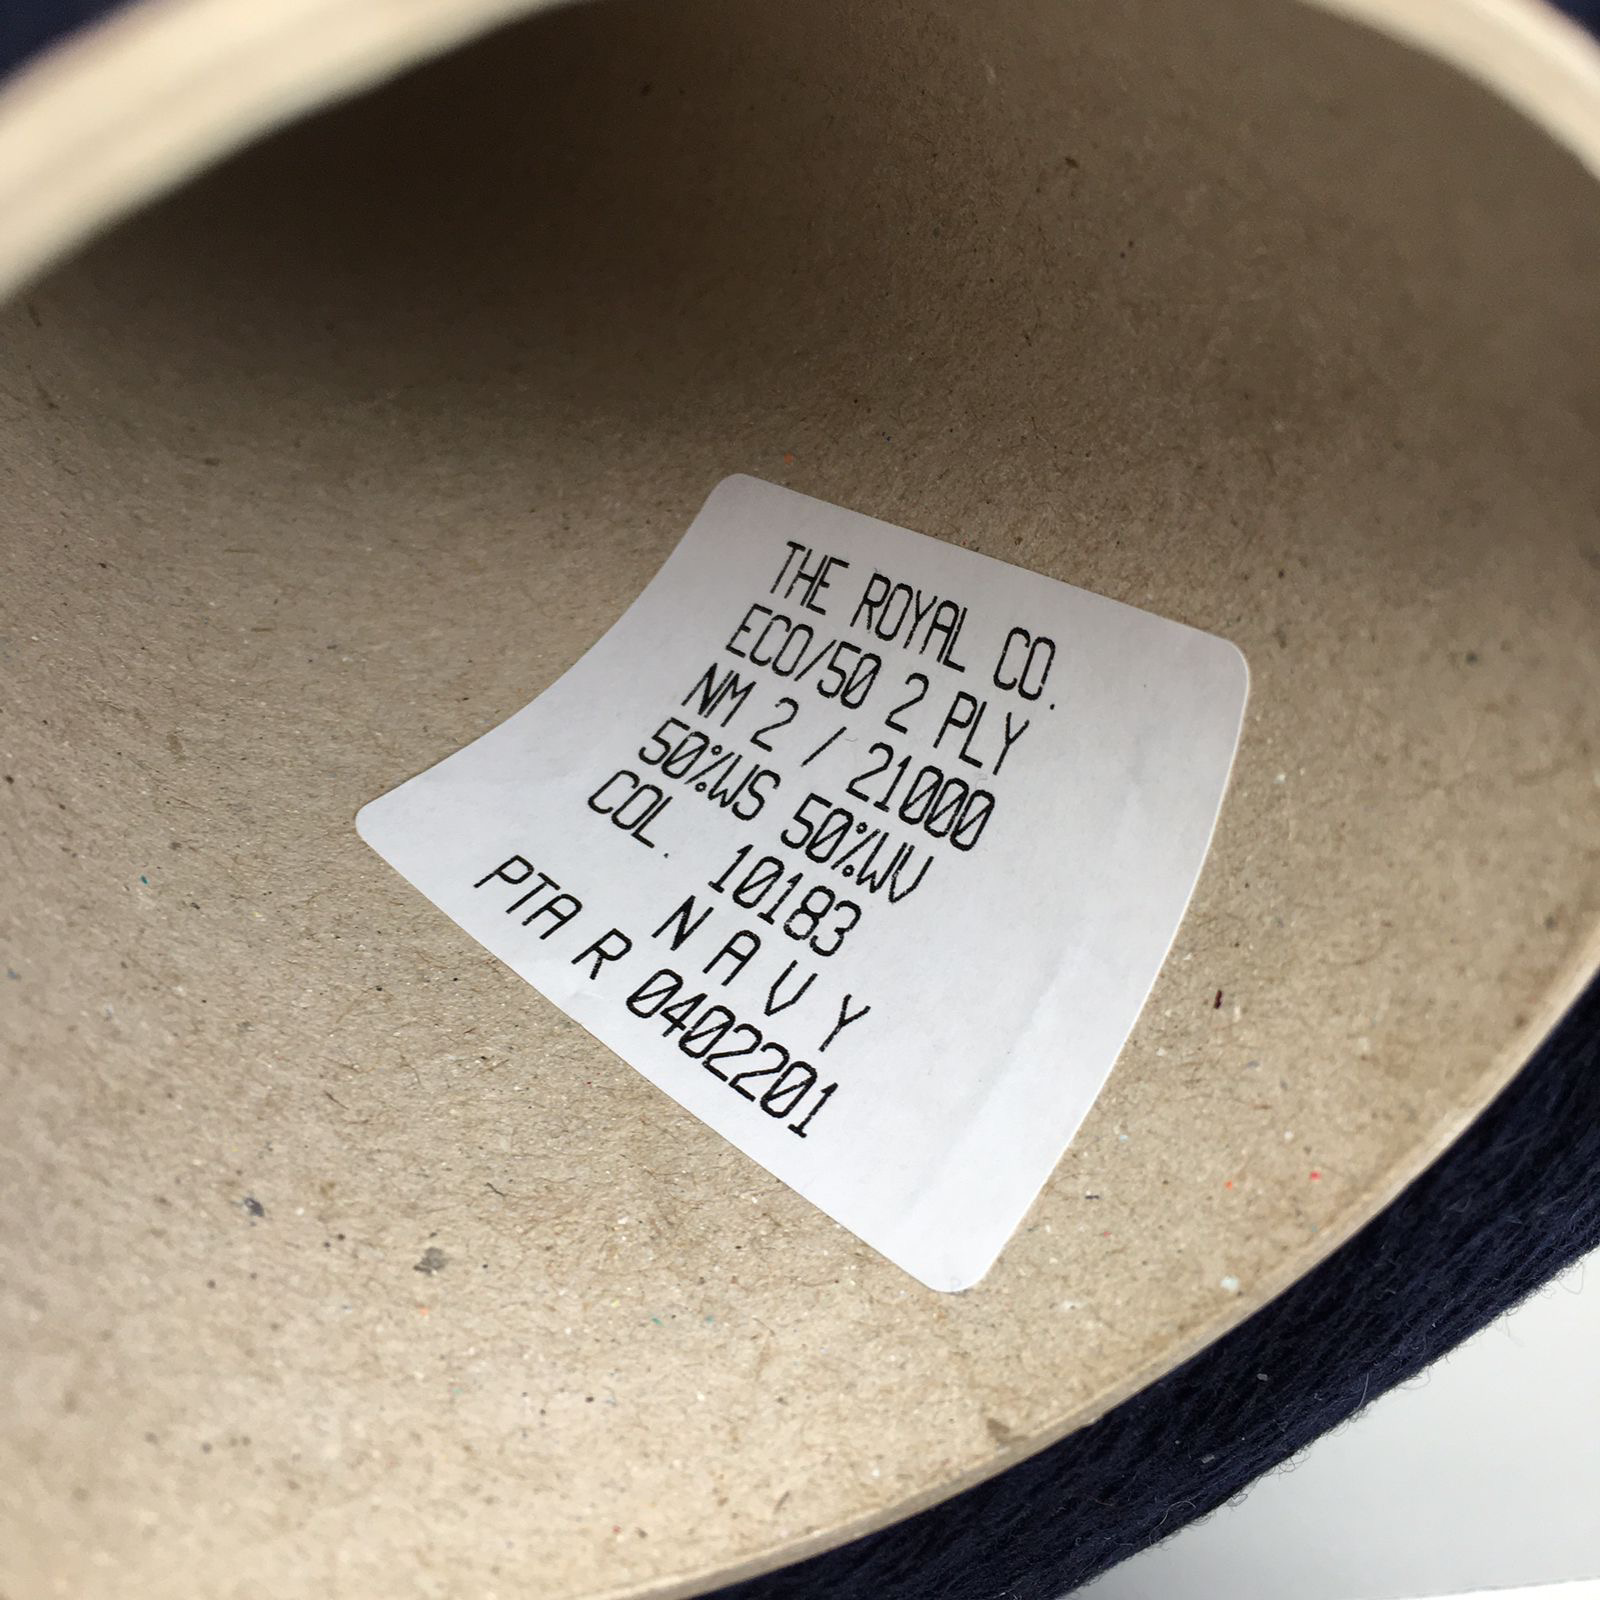 THE ROYAL CO.
ECO/50 2 PLY
NM 2 / 21000
50%WS 50%WV
COL. 10183
N A V Y
PTA R 0402201